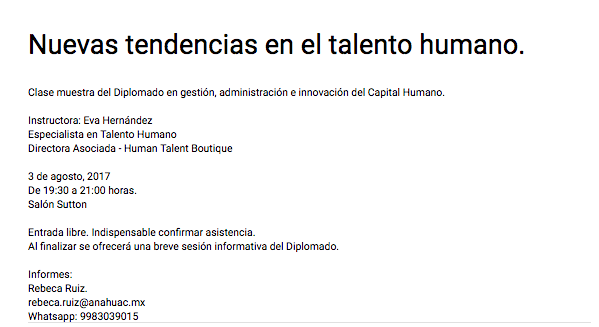 Nuevas tendencias en el talento humano.
Clase muestra del Diplomado en gestión, administración e innovación del Capital Humano.
Instructora: Eva Hernández
Especialista en Talento Humano
Directora Asociada - Human Talent Boutique
3 de agosto, 2017
De 19:30 a 21:00 horas.
Salón Sutton
Entrada libre. Indispensable confirmar asistencia.
Al finalizar se ofrecerá una breve sesión informativa del Diplomado.
Informes:
Rebeca Ruiz.
rebeca.ruiz@anahuac.mx
Whatsapp: 9983039015